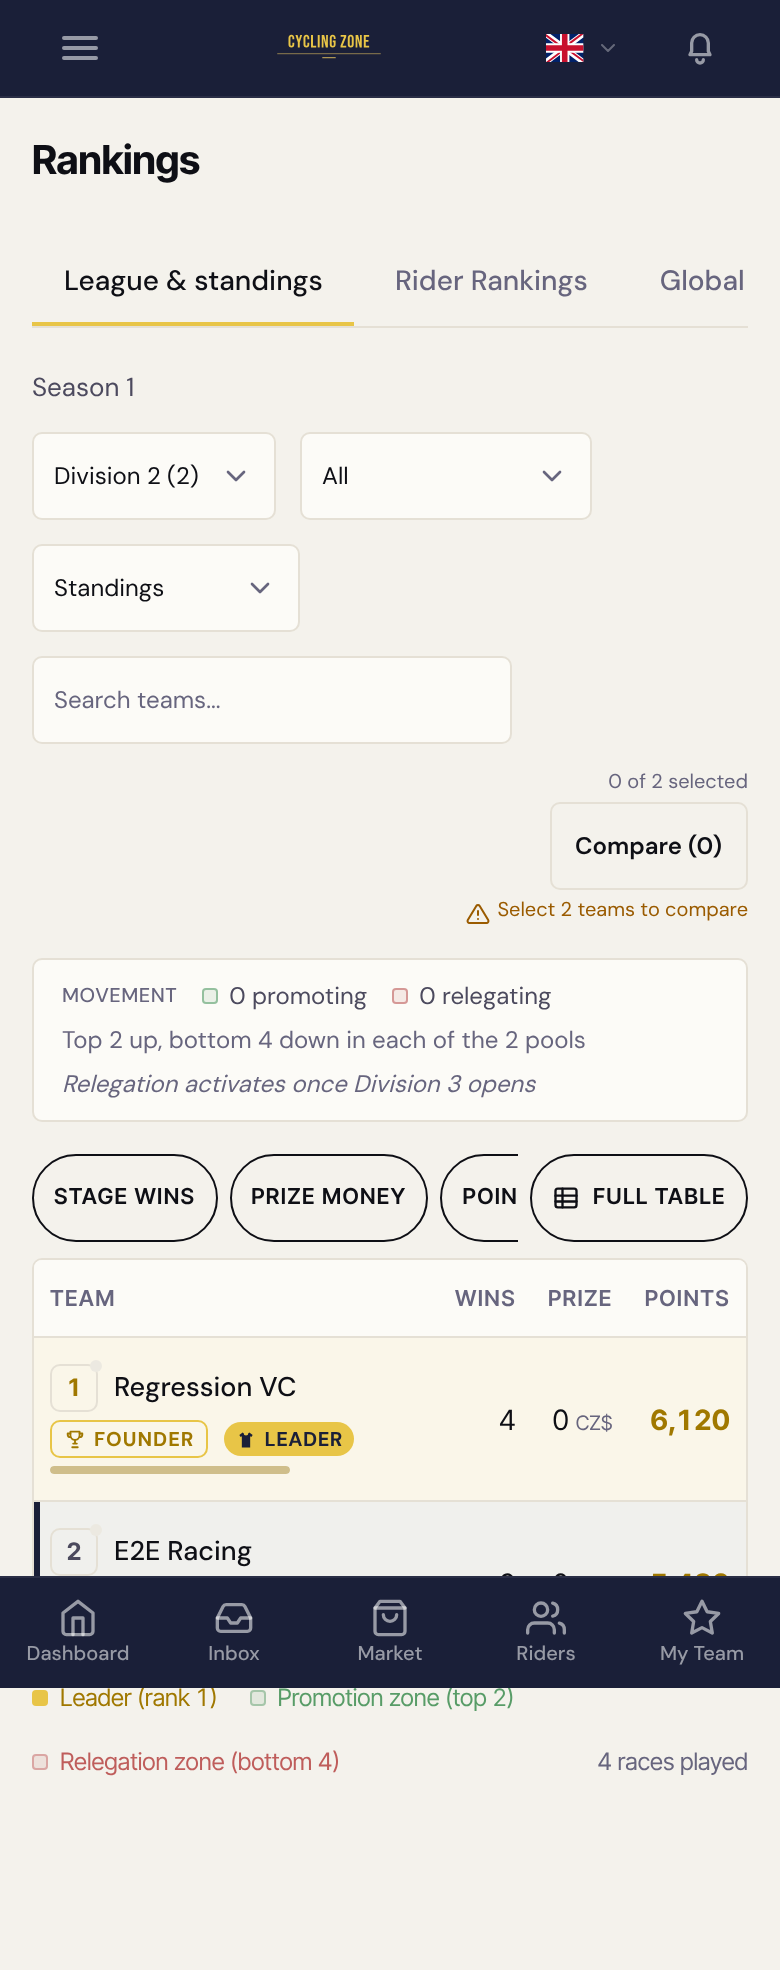 CYCLING ZONE
Rankings
League & standings Rider Rankings Global
Season 1
Division 2 (2) All
Standings
Search teams...
0 of 2 selected
Compare (0)
Select 2 teams to compare
MOVEMENT 0 promoting 0 relegating
Top 2 up, bottom 4 down in each of the 2 pools
Relegation activates once Division 3 opens
STAGE WINS PRIZE MONEY POIN FULL TABLE
TEAM WINS PRIZE POINTS
1 Regression VC
4 0 CZ$ 6,120
FOUNDER LEADER
2 E2E Racing
Dashboard Inbox Market Riders My Team
Leader (rank 1) Promotion zone (top 2)
Relegation zone (bottom 4) 4 races played